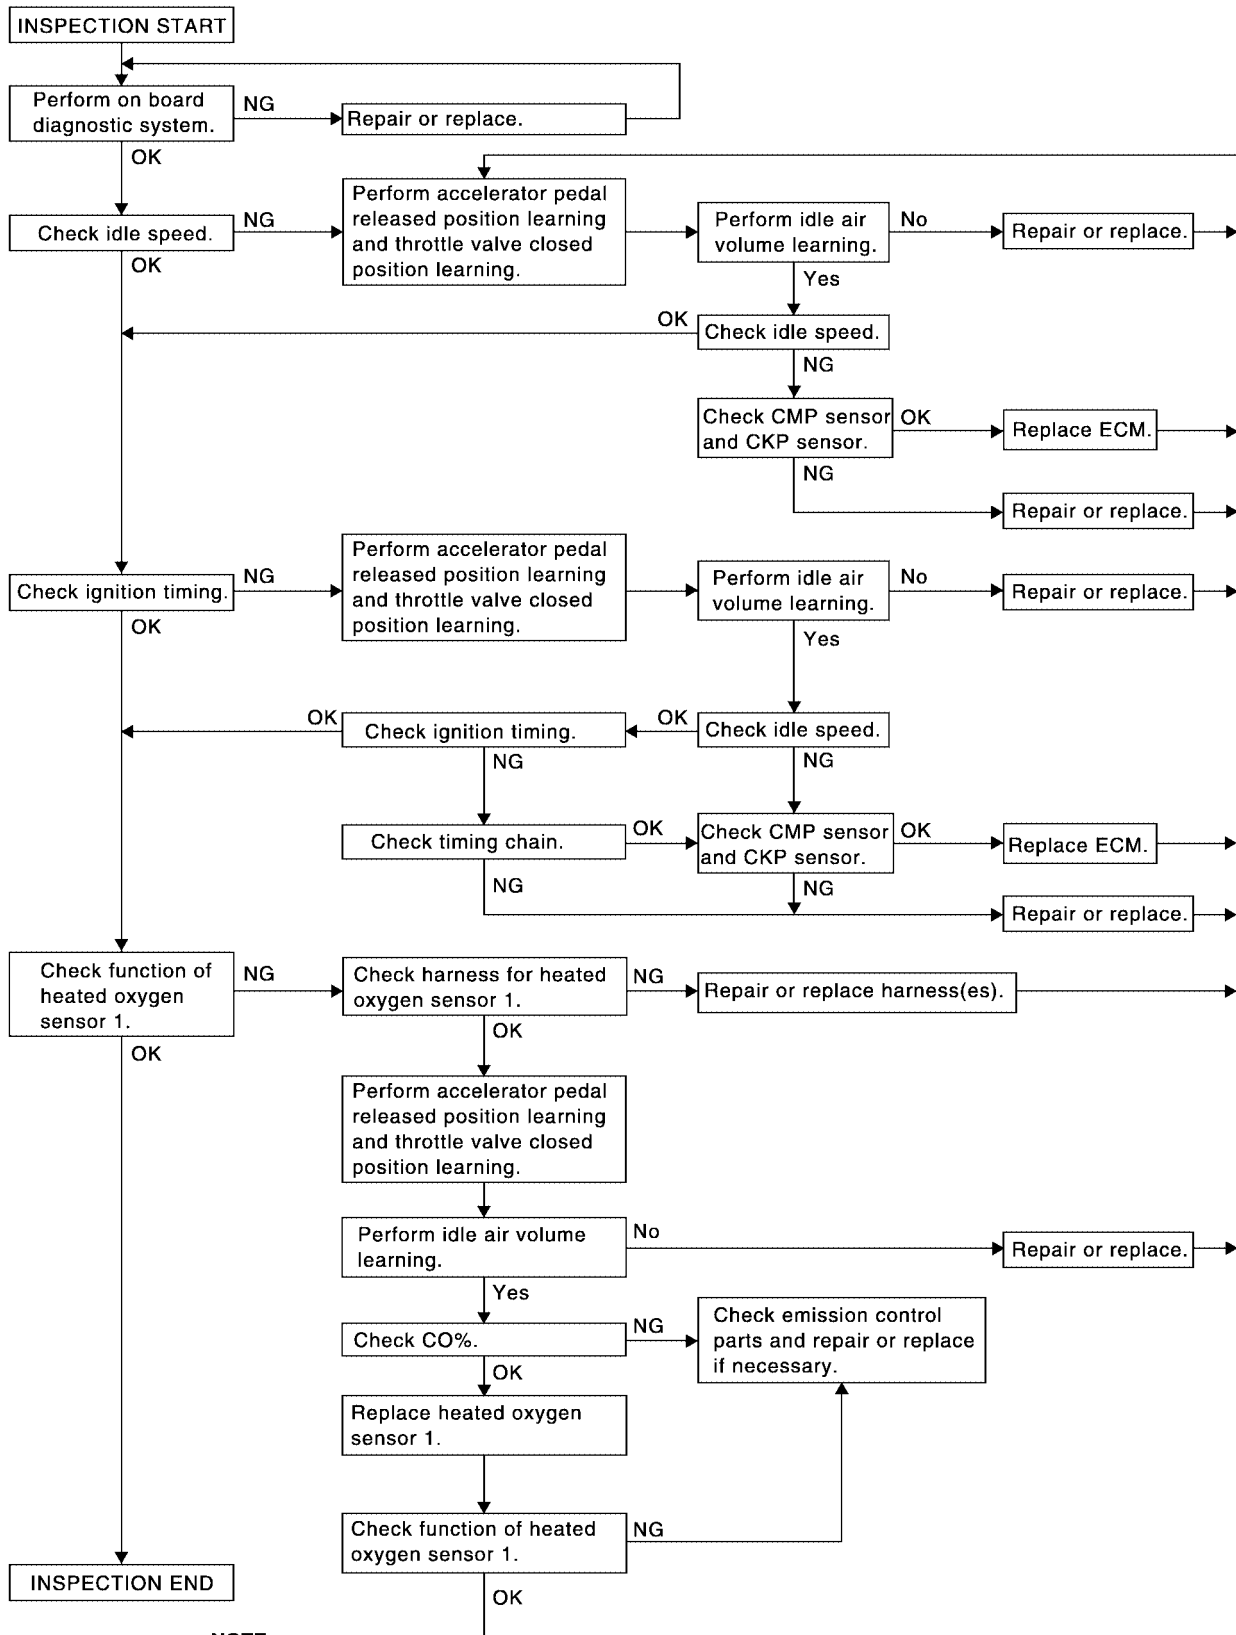 INSPECTION START
Perform on board
diagnostic system.
NG
Repair or replace.
OK
Check idle speed.
NG
Perform accelerator pedal
released position learning
and throttle valve closed
position learning.
Perform idle air
volume learning.
No
Repair or replace.
OK
Yes
OK
Check idle speed.
NG
Check CMP sensor
and CKP sensor.
OK
Replace ECM.
NG
Repair or replace.
Check ignition timing.
NG
Perform accelerator pedal
released position learning
and throttle valve closed
position learning.
Perform idle air
volume learning.
No
Repair or replace.
OK
Yes
OK
Check ignition timing.
OK
Check idle speed.
NG
NG
Check timing chain.
OK
Check CMP sensor
and CKP sensor.
OK
Replace ECM.
NG
NG
Repair or replace.
Check function of
heated oxygen
sensor 1.
NG
Check harness for heated
oxygen sensor 1.
NG
Repair or replace harness(es).
OK
OK
Perform accelerator pedal
released position learning
and throttle valve closed
position learning.
Perform idle air volume
learning.
No
Repair or replace.
Yes
Check CO%.
NG
Check emission control
parts and repair or replace
if necessary.
OK
Replace heated oxygen
sensor 1.
Check function of heated
oxygen sensor 1.
NG
INSPECTION END
OK